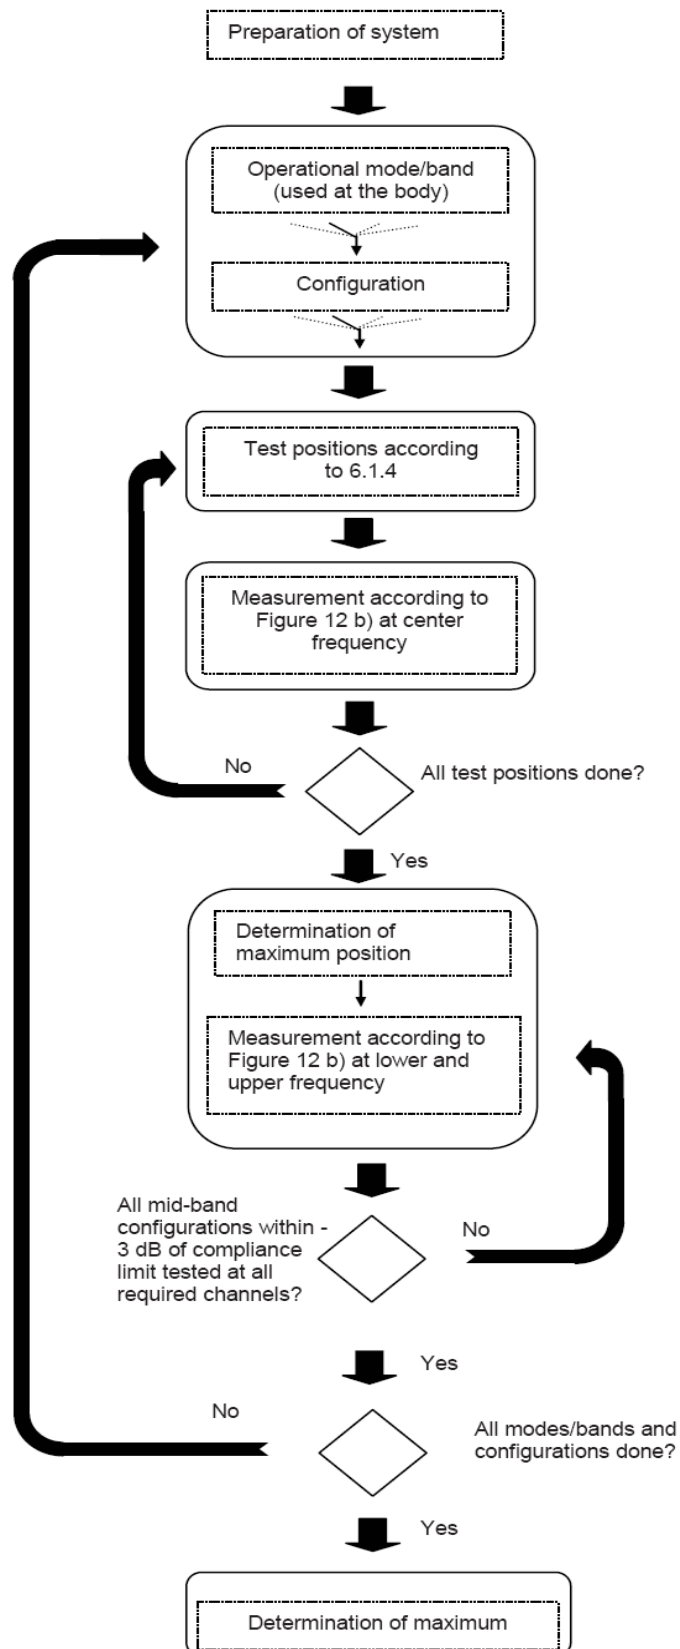 Preparation of system
Operational mode/band
(used at the body)
Configuration
Test positions according
to 6.1.4
Measurement according to
Figure 12 b) at center
frequency
No
All test positions done?
Yes
Determination of
maximum position
Measurement according to
Figure 12 b) at lower and
upper frequency
All mid-band
configurations within -
3 dB of compliance
limit tested at all
required channels?
No
Yes
No
All modes/bands and
configurations done?
Yes
Determination of maximum